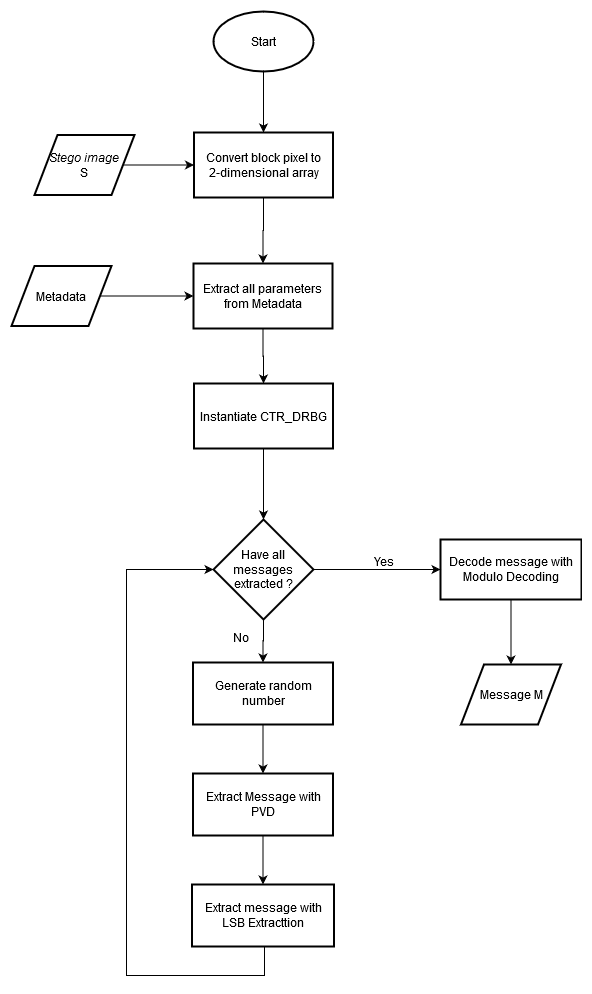 Start
Stego image
S
Convert block pixel to
2-dimensional array
Metadata
Extract all parameters
from Metadata
Instantiate CTR_DRBG
Have all
messages
extracted ?
Yes
Decode message with
Modulo Decoding
No
Message M
Generate random
number
Extract Message with
PVD
Extract message with
LSB Extracttion